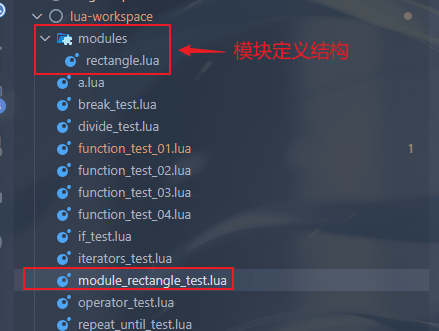 lua-workspace
modules
rectangle.lua
模块定义结构
a.lua
break_test.lua
divide_test.lua
function_test_01.lua 1
function_test_02.lua
function_test_03.lua
function_test_04.lua
if_test.lua
iterators_test.lua
module_rectangle_test.lua
operator_test.lua
repeat_until_test.lua